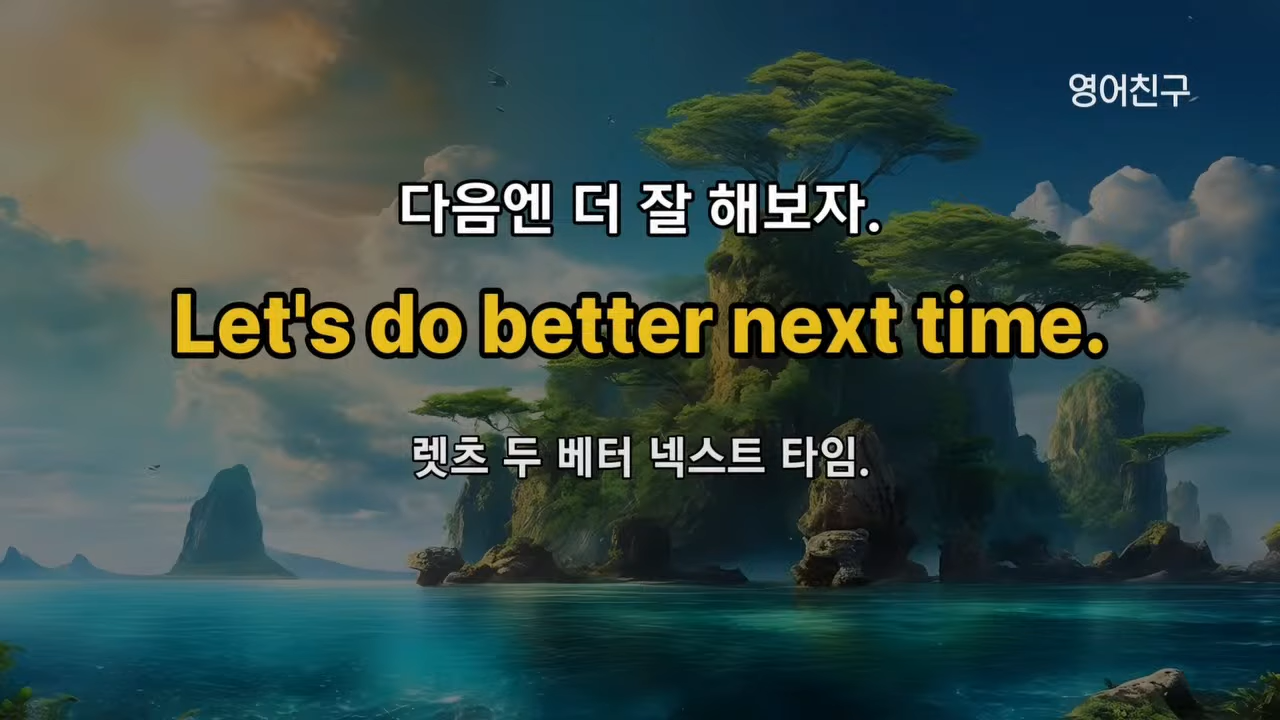 영어친구
다음엔 더 잘 해보자.
Let's do better next time.
렛츠 두 베터 넥스트 타임.